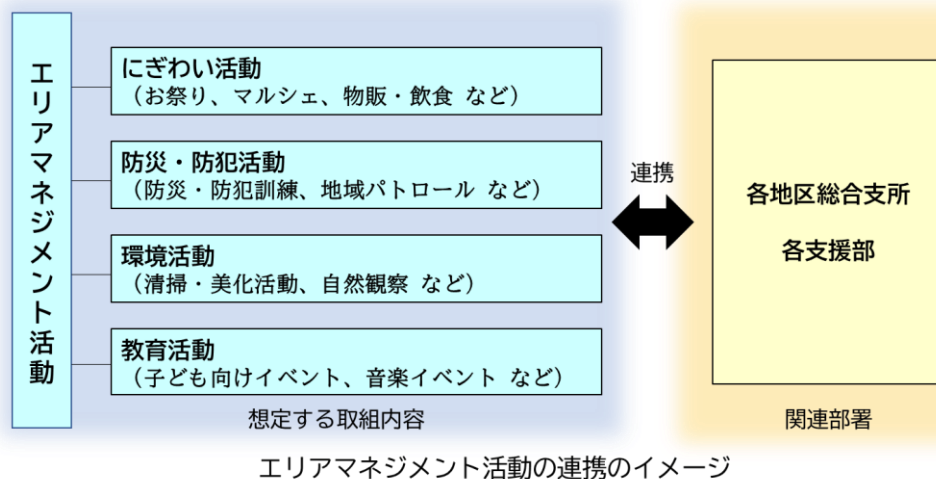 エリアマネジメント活動
にぎわい活動
(お祭り、マルシェ、物販・飲食 など)
防災・防犯活動
(防災・防犯訓練、地域パトロール など)
環境活動
(清掃・美化活動、自然観察 など)
教育活動
(子ども向けイベント、音楽イベント など)
想定する取組内容
連携
各地区総合支所
各支援部
関連部署
エリアマネジメント活動の連携のイメージ